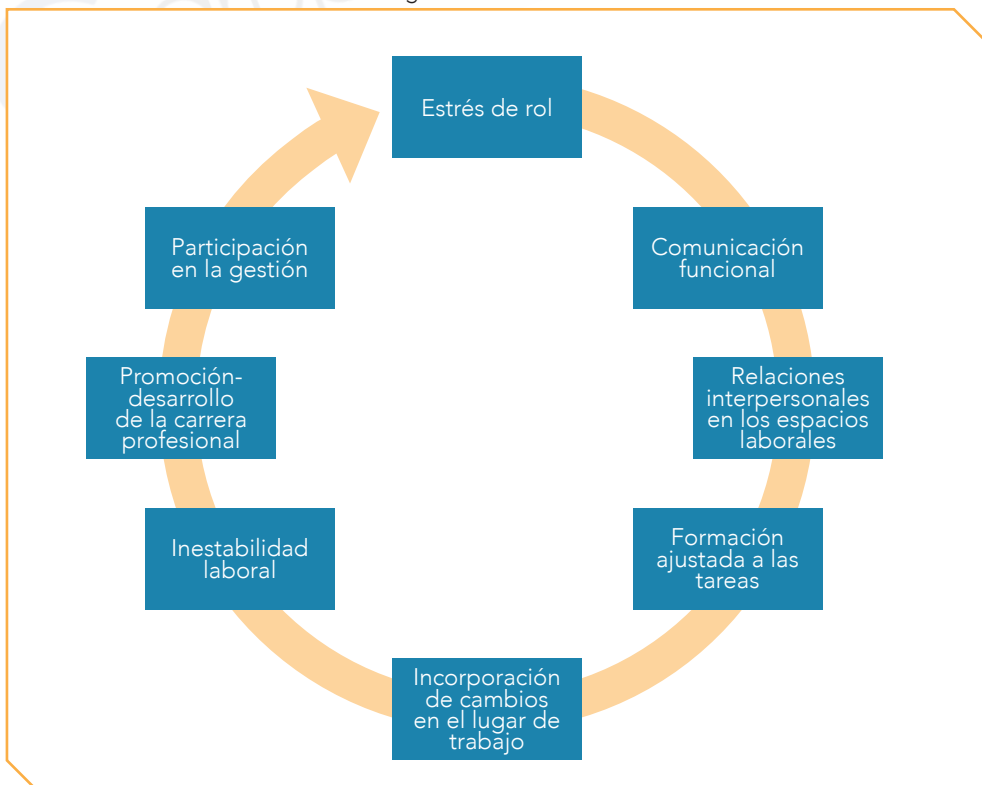 Estrés de rol
Comunicación
funcional
Relaciones
interpersonales
en los espacios
laborales
Formación
ajustada a las
tareas
Incorporación
de cambios
en el lugar de
trabajo
Inestabilidad
laboral
Promoción-
desarrollo
de la carrera
profesional
Participación
en la gestión